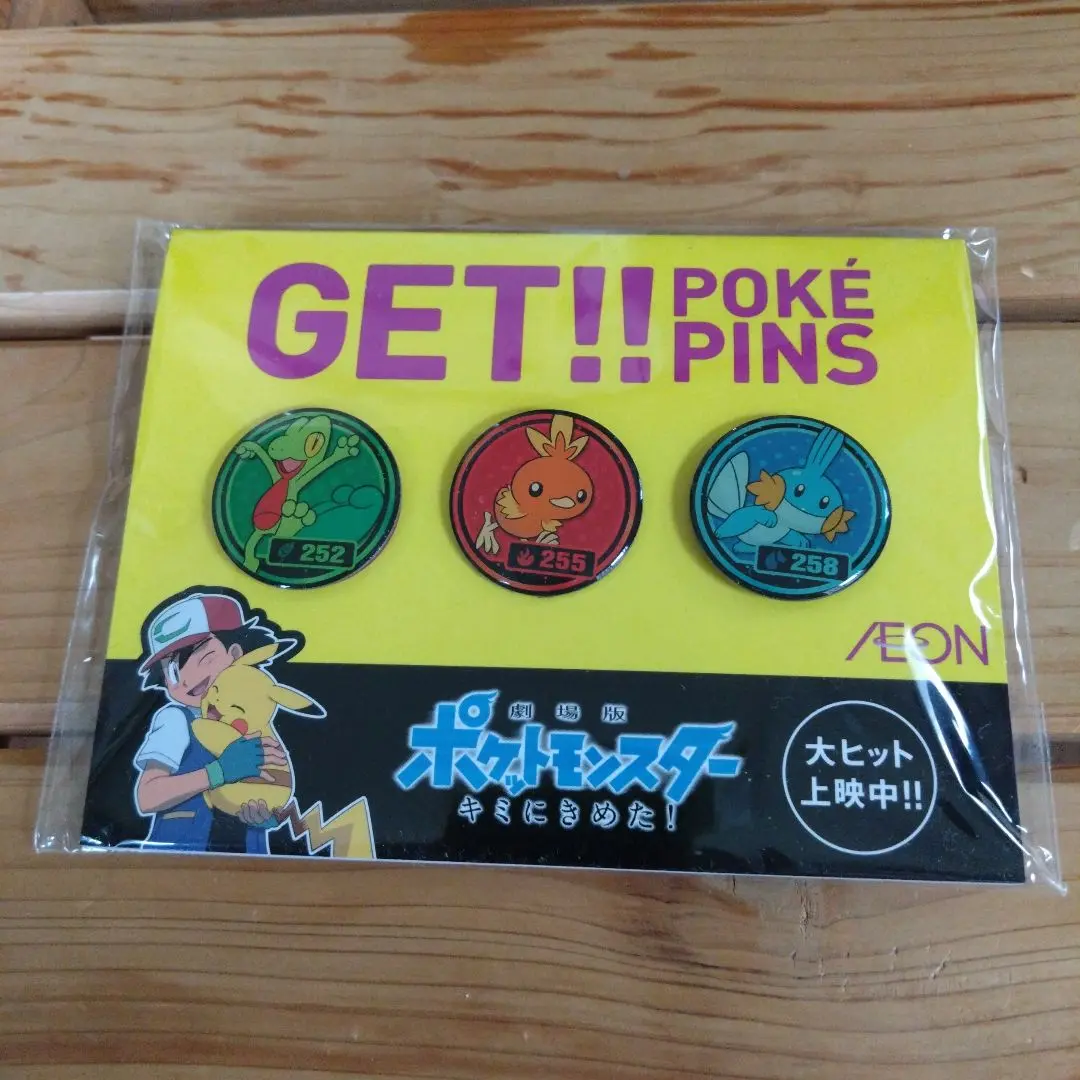 GET!! POKÉ
PINS
252
255
258
ÆON
劇場版
ポケットモンスター
キミにきめた!
大ヒット
上映中!!